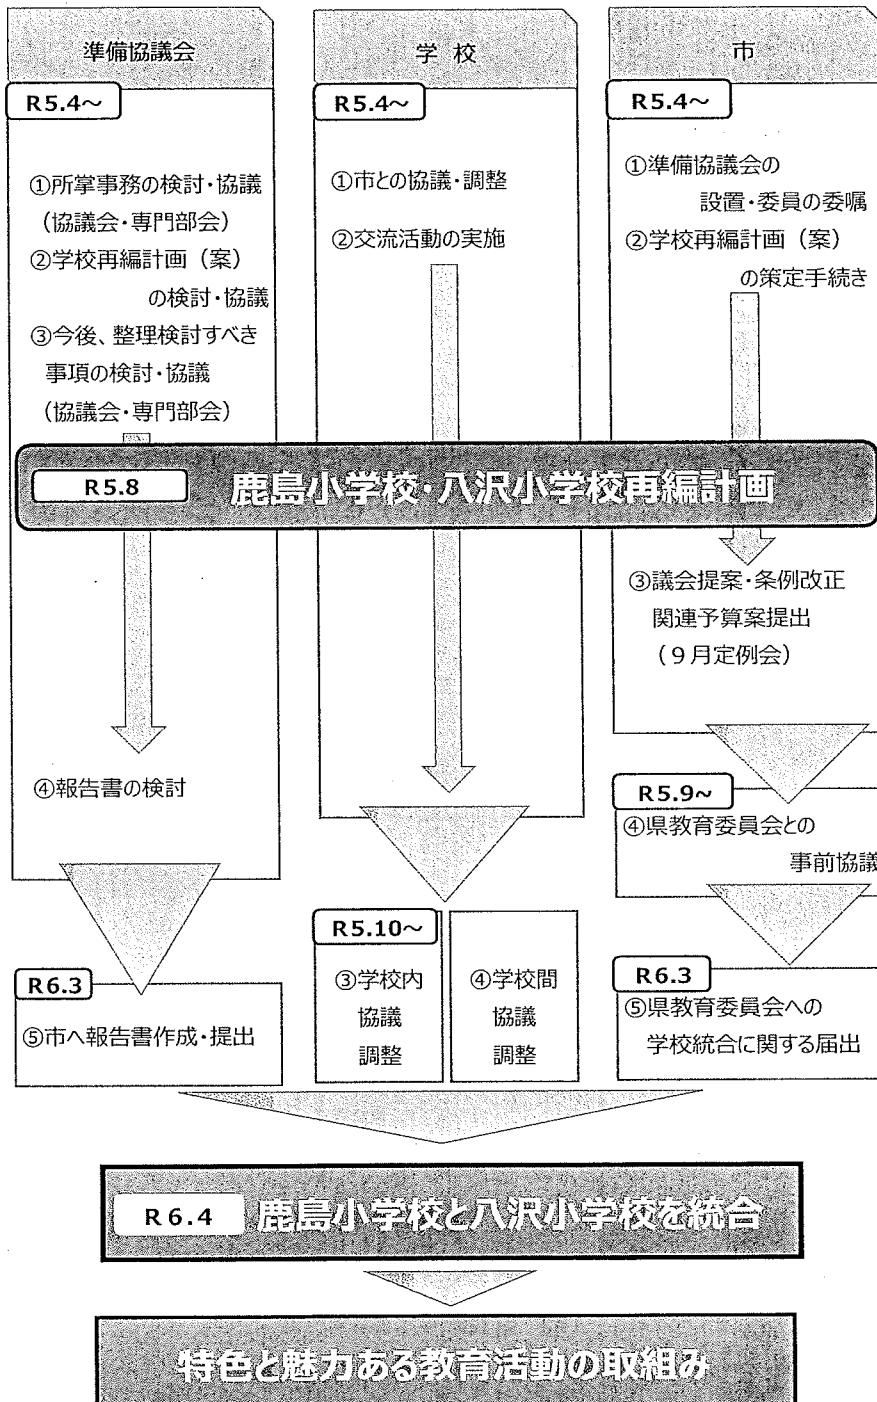 準備協議会
R5.4～
①所掌事務の検討・協議
（協議会・専門部会）
②学校再編計画（案）
の検討・協議
③今後、整理検討すべき
事項の検討・協議
（協議会・専門部会）
学 校
R5.4～
①市との協議・調整
②交流活動の実施
市
R5.4～
①準備協議会の
設置・委員の委嘱
②学校再編計画（案）
の策定手続き
R5.8 鹿島小学校・八沢小学校再編計画
④報告書の検討
R6.3
⑤市へ報告書作成・提出
R5.10～
③学校内
協議
調整
④学校間
協議
調整
③議会提案・条例改正
関連予算案提出
（９月定例会）
R5.9～
④県教育委員会との
事前協議
R6.3
⑤県教育委員会への
学校統合に関する届出
R6.4 鹿島小学校と八沢小学校を統合
特色と魅力ある教育活動の取組み